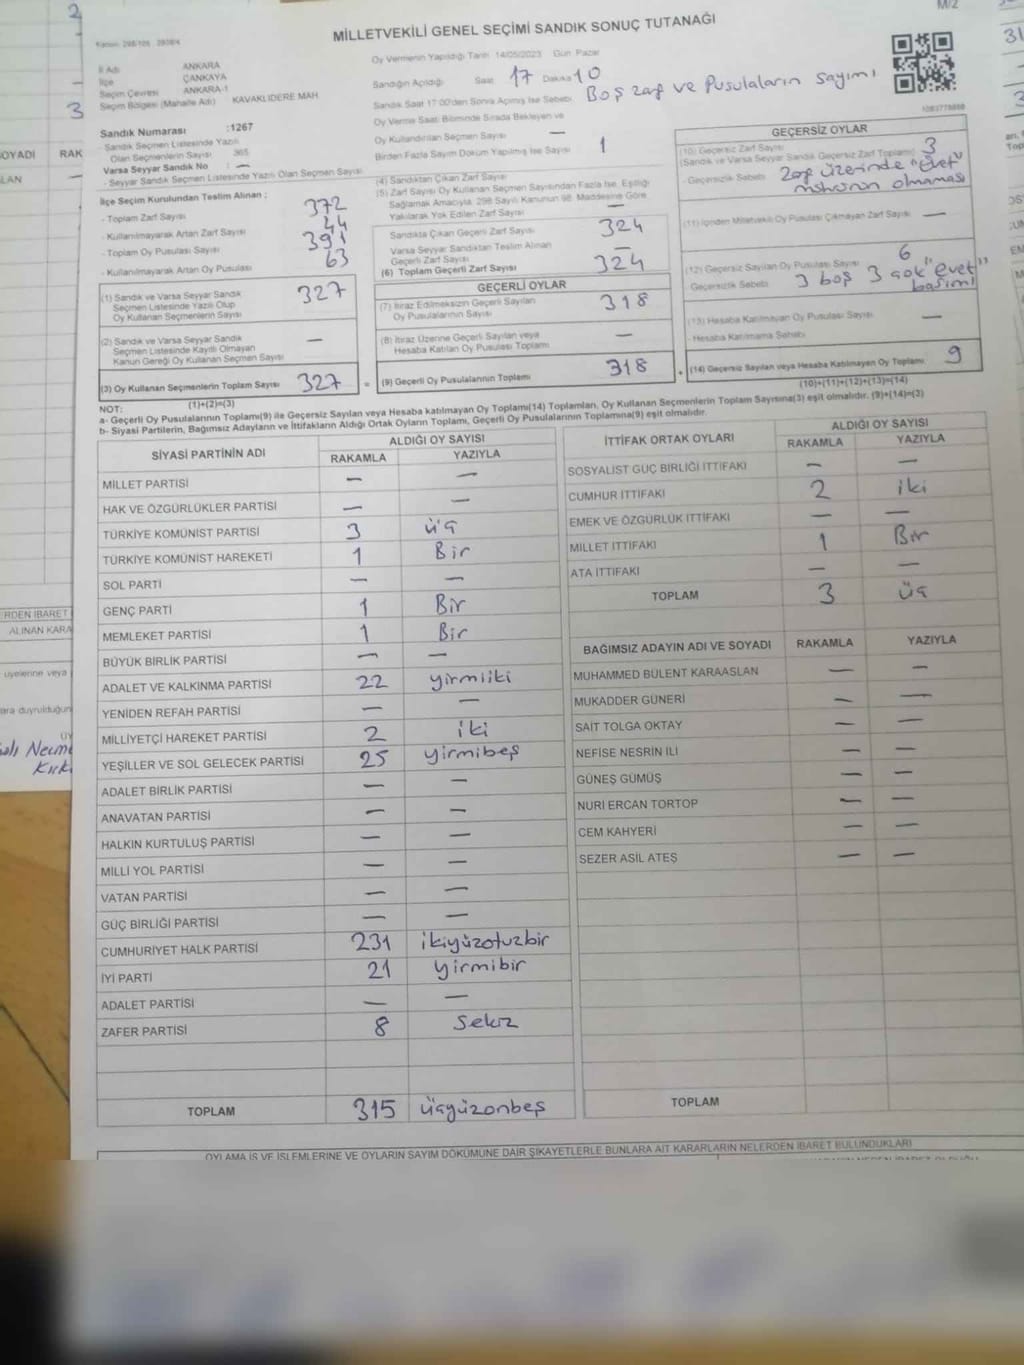 MİLLETVEKİLİ GENEL SEÇİMİ SANDIK SONUÇ TUTANAĞI
İl Adı ANKARA
İlçe ÇANKAYA
Seçim Çevresi ANKARA-1
Seçim Bölgesi (Mahalle Adı) KAVAKLIDERE MAH.
Oy Vermenin Yapıldığı Tarih 14/05/2023 Gün Pazar
Sandığın Açıldığı Saat 17 Dakika 10
Sandık Saat 17:00'den Sonra Açılmış İse Sebebi Boş zarf ve Pusulaların sayımı
Oy Verme Saati Bitiminde Sırada Bekleyen ve
Oy Kullandırılan Seçmen Sayısı —
Birden Fazla Sayım Döküm Yapılmış İse Sayısı 1
Sandık Numarası :1267
- Sandık Seçmen Listesinde Yazılı
Olan Seçmenlerin Sayısı 365
Varsa Seyyar Sandık No : —
- Seyyar Sandık Seçmen Listesinde Yazılı Olan Seçmen Sayısı
İlçe Seçim Kurulundan Teslim Alınan :
- Toplam Zarf Sayısı 372
- Kullanılmayarak Artan Zarf Sayısı 44
- Toplam Oy Pusulası Sayısı 391
- Kullanılmayarak Artan Oy Pusulası 63
(1) Sandık ve Varsa Seyyar Sandık
Seçmen Listesinde Yazılı Olup
Oy Kullanan Seçmenlerin Sayısı 327
(2) Sandık ve Varsa Seyyar Sandık
Seçmen Listesinde Kayıtlı Olmayan
Kanun Gereği Oy Kullanan Seçmen Sayısı —
(3) Oy Kullanan Seçmenlerin Toplam Sayısı 327 =
(1)+(2)=(3)
(4) Sandıktan Çıkan Zarf Sayısı
(5) Zarf Sayısı Oy Kullanan Seçmen Sayısından Fazla İse, Eşitliği
Sağlamak Amacıyla, 298 Sayılı Kanunun 98. Maddesine Göre
Yakılarak Yok Edilen Zarf Sayısı —
Sandıkta Çıkan Geçerli Zarf Sayısı 324
Varsa Seyyar Sandıktan Teslim Alınan
Geçerli Zarf Sayısı —
(6) Toplam Geçerli Zarf Sayısı 324
GEÇERLİ OYLAR
(7) İtiraz Edilmeksizin Geçerli Sayılan
Oy Pusulalarının Sayısı 318
(8) İtiraz Üzerine Geçerli Sayılan veya
Hesaba Katılan Oy Pusulası Toplamı —
(9) Geçerli Oy Pusulalarının Toplamı 318 +
GEÇERSİZ OYLAR
(10) Geçersiz Zarf Sayısı 3
(Sandık ve Varsa Seyyar Sandık Geçersiz Zarf Toplamı)
- Geçersizlik Sebebi Zarf üzerinde "evet"
mührünün olmaması
(11) İçinden Milletvekili Oy Pusulası Çıkmayan Zarf Sayısı —
(12) Geçersiz Sayılan Oy Pusulası Sayısı 6
- Geçersizlik Sebebi 3 boş 3 çok "evet"
basımı
(13) Hesaba Katılmayan Oy Pusulası Sayısı —
- Hesaba Katılmama Sebebi
(14) Geçersiz Sayılan veya Hesaba Katılmayan Oy Toplamı 9
(10)+(11)+(12)+(13)=(14)
NOT:
a- Geçerli Oy Pusulalarının Toplamı(9) ile Geçersiz Sayılan veya Hesaba katılmayan Oy Toplamı(14) Toplamları, Oy Kullanan Seçmenlerin Toplam Sayısına(3) eşit olmalıdır. (9)+(14)=(3)
b- Siyasi Partilerin, Bağımsız Adayların ve İttifakların Aldığı Ortak Oyların Toplamı, Geçerli Oy Pusulalarının Toplamına(9) eşit olmalıdır.
SİYASİ PARTİNİN ADI ALDIĞI OY SAYISI
RAKAMLA YAZIYLA
MİLLET PARTİSİ — —
HAK VE ÖZGÜRLÜKLER PARTİSİ — —
TÜRKİYE KOMÜNİST PARTİSİ 3 üç
TÜRKİYE KOMÜNİST HAREKETİ 1 Bir
SOL PARTİ — —
GENÇ PARTİ 1 Bir
MEMLEKET PARTİSİ 1 Bir
BÜYÜK BİRLİK PARTİSİ — —
ADALET VE KALKINMA PARTİSİ 22 yirmiiki
YENİDEN REFAH PARTİSİ — —
MİLLİYETÇİ HAREKET PARTİSİ 2 iki
YEŞİLLER VE SOL GELECEK PARTİSİ 25 yirmibeş
ADALET BİRLİK PARTİSİ — —
ANAVATAN PARTİSİ — —
HALKIN KURTULUŞ PARTİSİ — —
MİLLİ YOL PARTİSİ — —
VATAN PARTİSİ — —
GÜÇ BİRLİĞİ PARTİSİ — —
CUMHURİYET HALK PARTİSİ 231 ikiyüzotuzbir
İYİ PARTİ 21 yirmibir
ADALET PARTİSİ — —
ZAFER PARTİSİ 8 Sekiz
TOPLAM 315 üçyüzonbeş
İTTİFAK ORTAK OYLARI ALDIĞI OY SAYISI
RAKAMLA YAZIYLA
SOSYALİST GÜÇ BİRLİĞİ İTTİFAKI — —
CUMHUR İTTİFAKI 2 iki
EMEK VE ÖZGÜRLÜK İTTİFAKI — —
MİLLET İTTİFAKI 1 Bir
ATA İTTİFAKI — —
TOPLAM 3 üç
BAĞIMSIZ ADAYIN ADI VE SOYADI RAKAMLA YAZIYLA
MUHAMMED BÜLENT KARAASLAN — —
MUKADDER GÜNERİ — —
SAİT TOLGA OKTAY — —
NEFİSE NESRİN İLİ — —
GÜNEŞ GÜMÜŞ — —
NURİ ERCAN TORTOP — —
CEM KAHYERİ — —
SEZER ASİL ATEŞ — —
TOPLAM
OYLAMA İŞ VE İŞLEMLERİNE VE OYLARIN SAYIM DÖKÜMÜNE DAİR ŞİKAYETLERLE BUNLARA AİT KARARLARIN NELERDEN İBARET BULUNDUKLARI